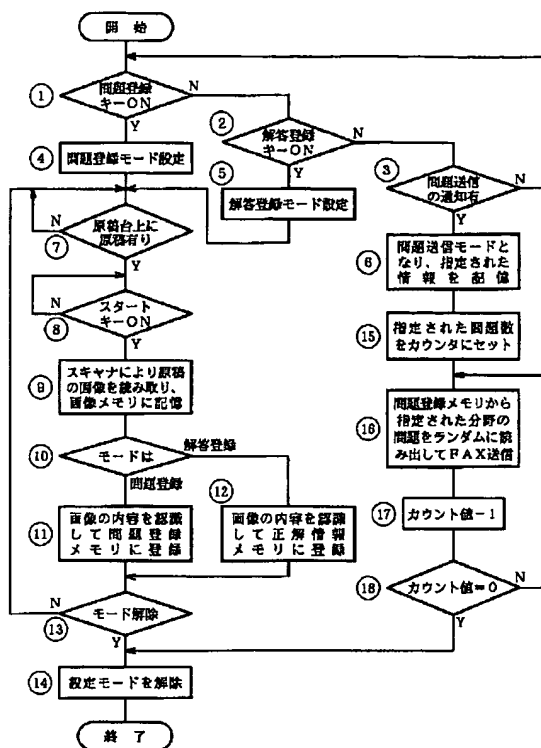 開始
① 問題登録
キーON
N
Y
② 解答登録
キーON
N
Y
③ 問題送信
の通知有
N
Y
④ 問題登録モード設定
⑤ 解答登録モード設定
⑥ 問題送信モードと
なり、指定された
情報を記憶
⑦ 原稿台上に
原稿有り
N
Y
⑧ スタート
キーON
N
Y
⑨ スキャナにより原稿
の画像を読み取り、
画像メモリに記憶
⑩ モードは
解答登録
問題登録
⑪ 画像の内容を認識
して問題登録
メモリに登録
⑫ 画像の内容を認識
して正解情報
メモリに登録
⑬ モード解除
N
Y
⑭ 設定モードを解除
終了
⑮ 指定された問題数
をカウンタにセット
⑯ 問題登録メモリから
指定された分野の
問題をランダムに読
み出してFAX送信
⑰ カウント値-1
⑱ カウント値=0
N
Y